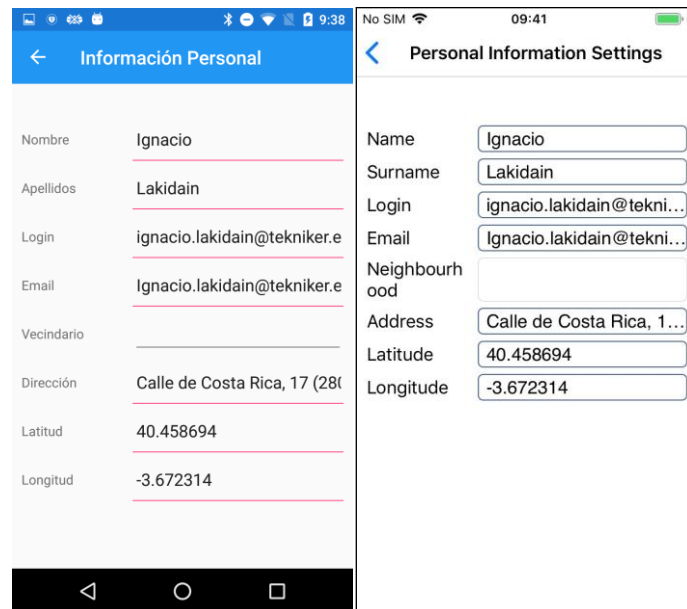 9:38
Información Personal
Nombre
Ignacio
Apellidos
Lakidain
Login
ignacio.lakidain@tekniker.e
Email
Ignacio.lakidain@tekniker.e
Vecindario
Dirección
Calle de Costa Rica, 17 (280
Latitud
40.458694
Longitud
-3.672314
No SIM
09:41
Personal Information Settings
Name
Ignacio
Surname
Lakidain
Login
ignacio.lakidain@tekni...
Email
Ignacio.lakidain@tekni...
Neighbourh
ood
Address
Calle de Costa Rica, 1...
Latitude
40.458694
Longitude
-3.672314